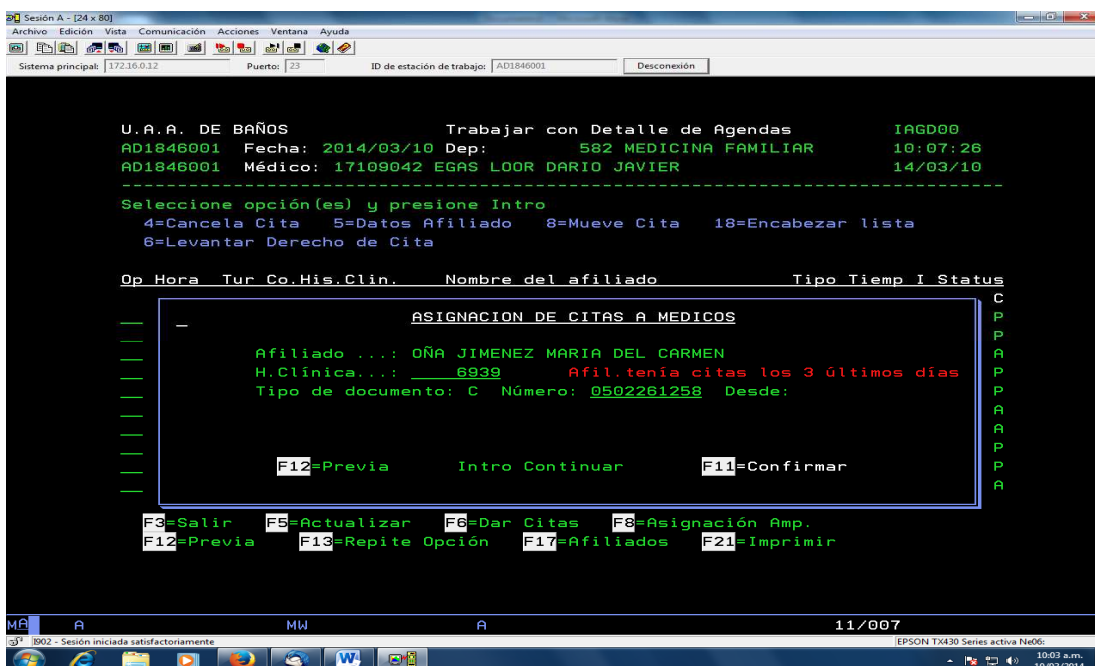 Sesión A - [24 x 80]
Archivo Edición Vista Comunicación Acciones Ventana Ayuda
Sistema principal: 172.16.0.12 Puerto: 23 ID de estación de trabajo: AD1846001 Desconexión
U.A.A. DE BAÑOS Trabajar con Detalle de Agendas IAGD00
AD1846001 Fecha: 2014/03/10 Dep: 582 MEDICINA FAMILIAR 10:07:26
AD1846001 Médico: 17109042 EGAS LOOR DARIO JAVIER 14/03/10
Seleccione opción(es) y presione Intro
4=Cancela Cita 5=Datos Afiliado 8=Mueve Cita 18=Encabezar lista
6=Levantar Derecho de Cita
Op Hora Tur Co.His.Clin. Nombre del afiliado Tipo Tiemp I Status
C
ASIGNACION DE CITAS A MEDICOS P
P
Afiliado ...: OÑA JIMENEZ MARIA DEL CARMEN A
H.Clínica...: 6939 Afil.tenía citas los 3 últimos días P
Tipo de documento: C Número: 0502261258 Desde: P
A
A
P
F12=Previa Intro Continuar F11=Confirmar P
A
F3=Salir F5=Actualizar F6=Dar Citas F8=Asignación Amp.
F12=Previa F13=Repite Opción F17=Afiliados F21=Imprimir
MA A MW A 11/007
I902 - Sesión iniciada satisfactoriamente EPSON TX430 Series activa Ne06:
10:03 a.m.
10/03/2014